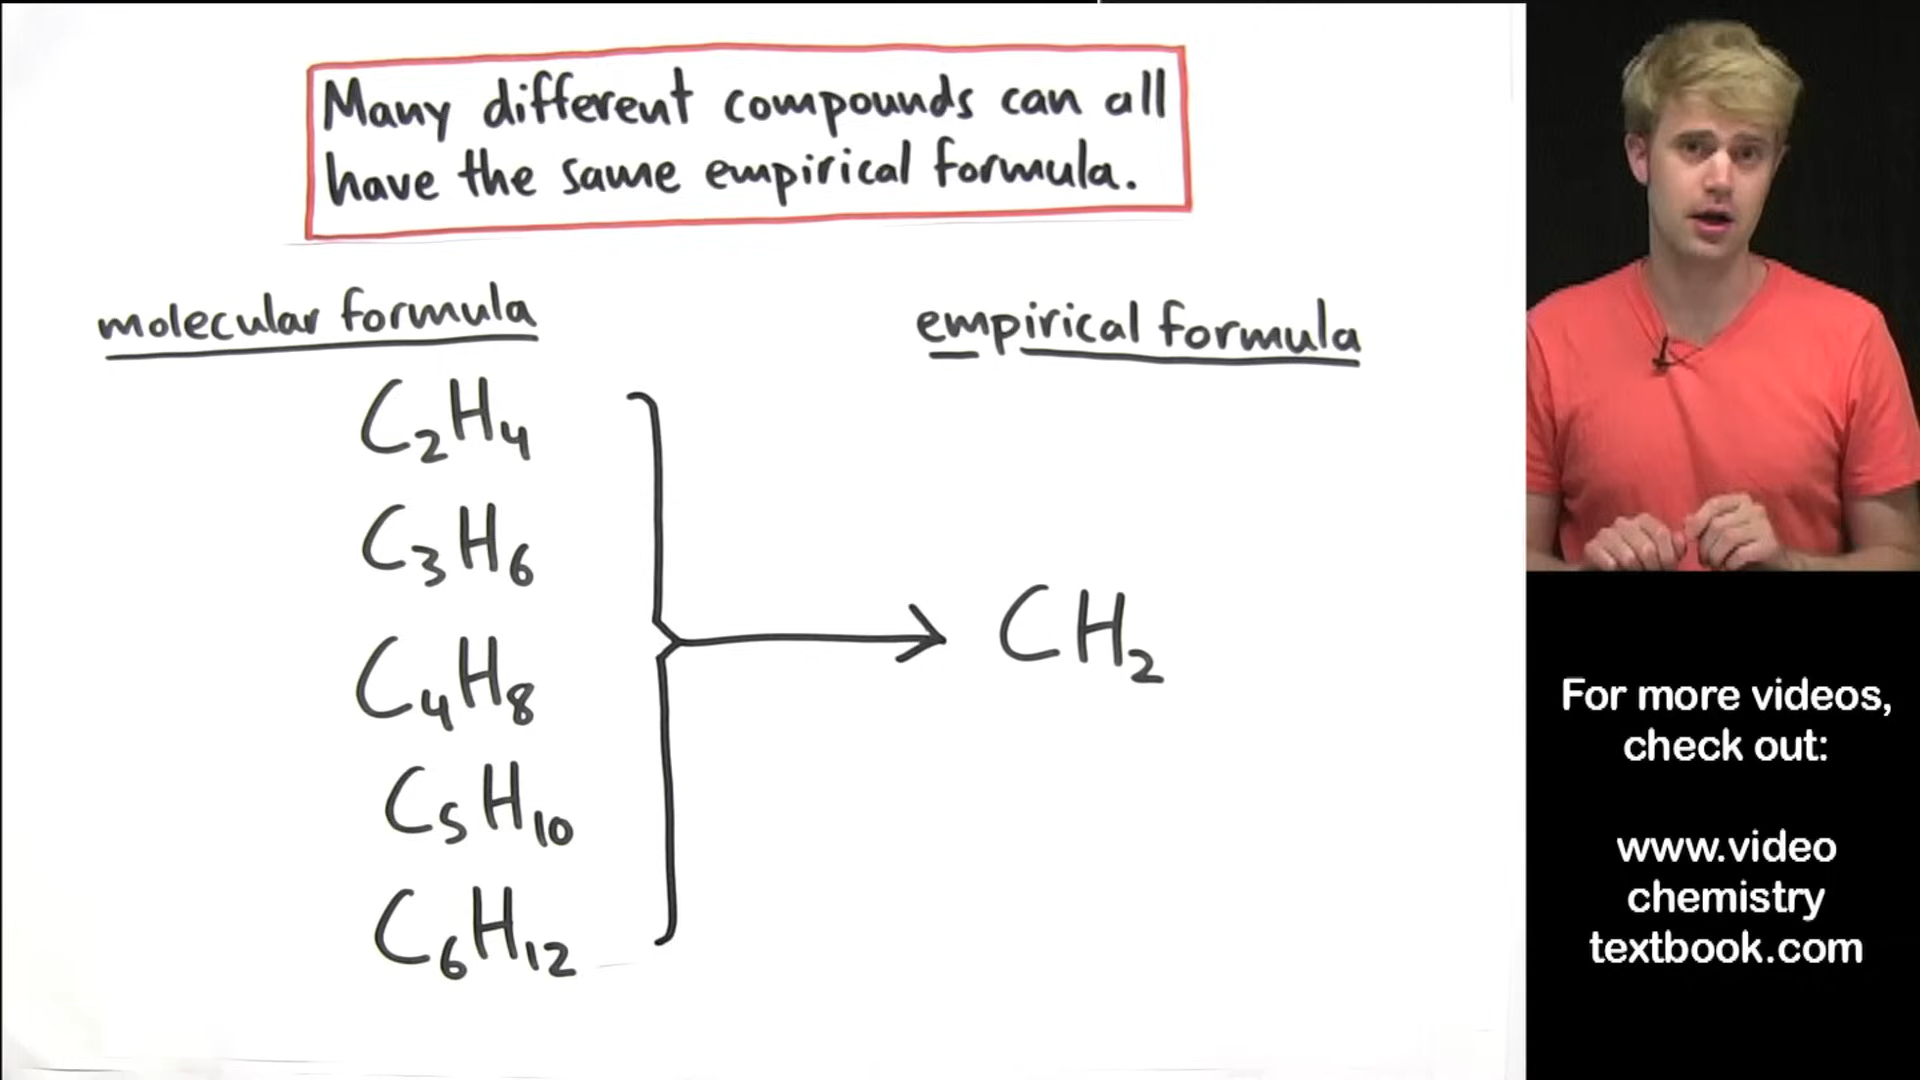 Many different compounds can all
have the same empirical formula.
molecular formula
empirical formula
C₂H₄
C₃H₆
C₄H₈
C₅H₁₀
C₆H₁₂
CH₂
For more videos,
check out:
www.video
chemistry
textbook.com